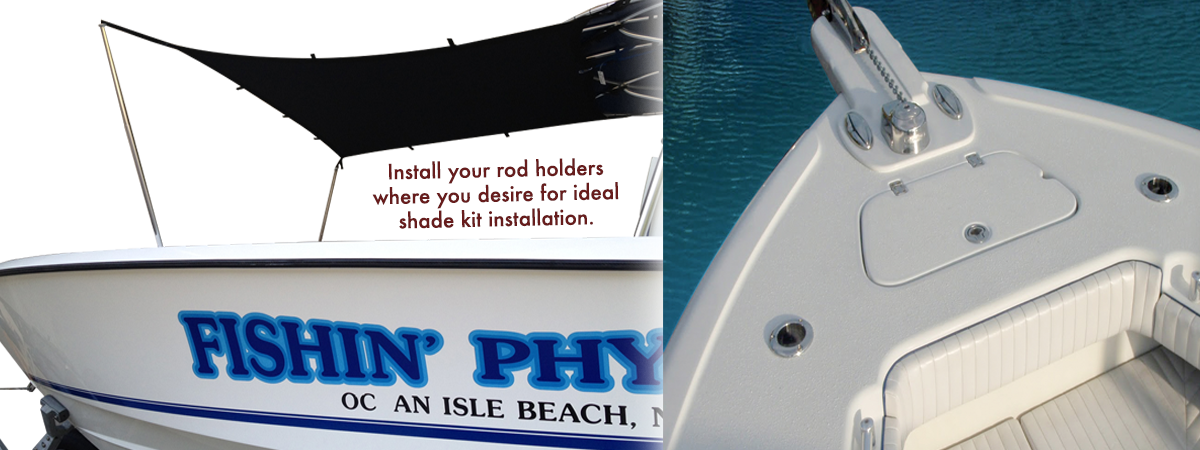 Install your rod holders
where you desire for ideal
shade kit installation.
FISHIN' PHY
OC AN ISLE BEACH, N